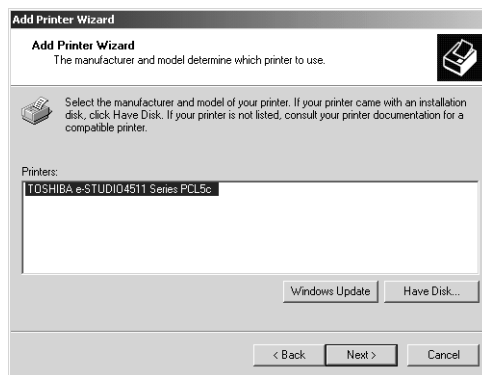 Add Printer Wizard
Add Printer Wizard
The manufacturer and model determine which printer to use.
Select the manufacturer and model of your printer. If your printer came with an installation
disk, click Have Disk. If your printer is not listed, consult your printer documentation for a
compatible printer.
Printers:
TOSHIBA e-STUDIO4511 Series PCL5c
Windows Update
Have Disk...
< Back
Next >
Cancel